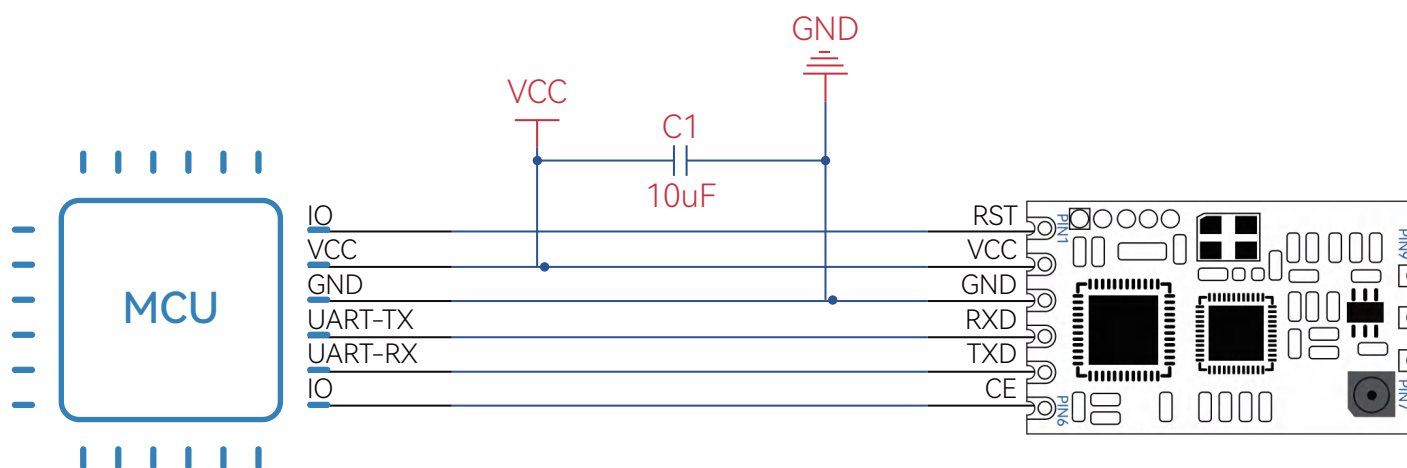 GND
VCC
C1
10uF
MCU
IO
VCC
GND
UART-TX
UART-RX
IO
RST
VCC
GND
RXD
TXD
CE
PIN1
PIN6
PIN9
PIN7